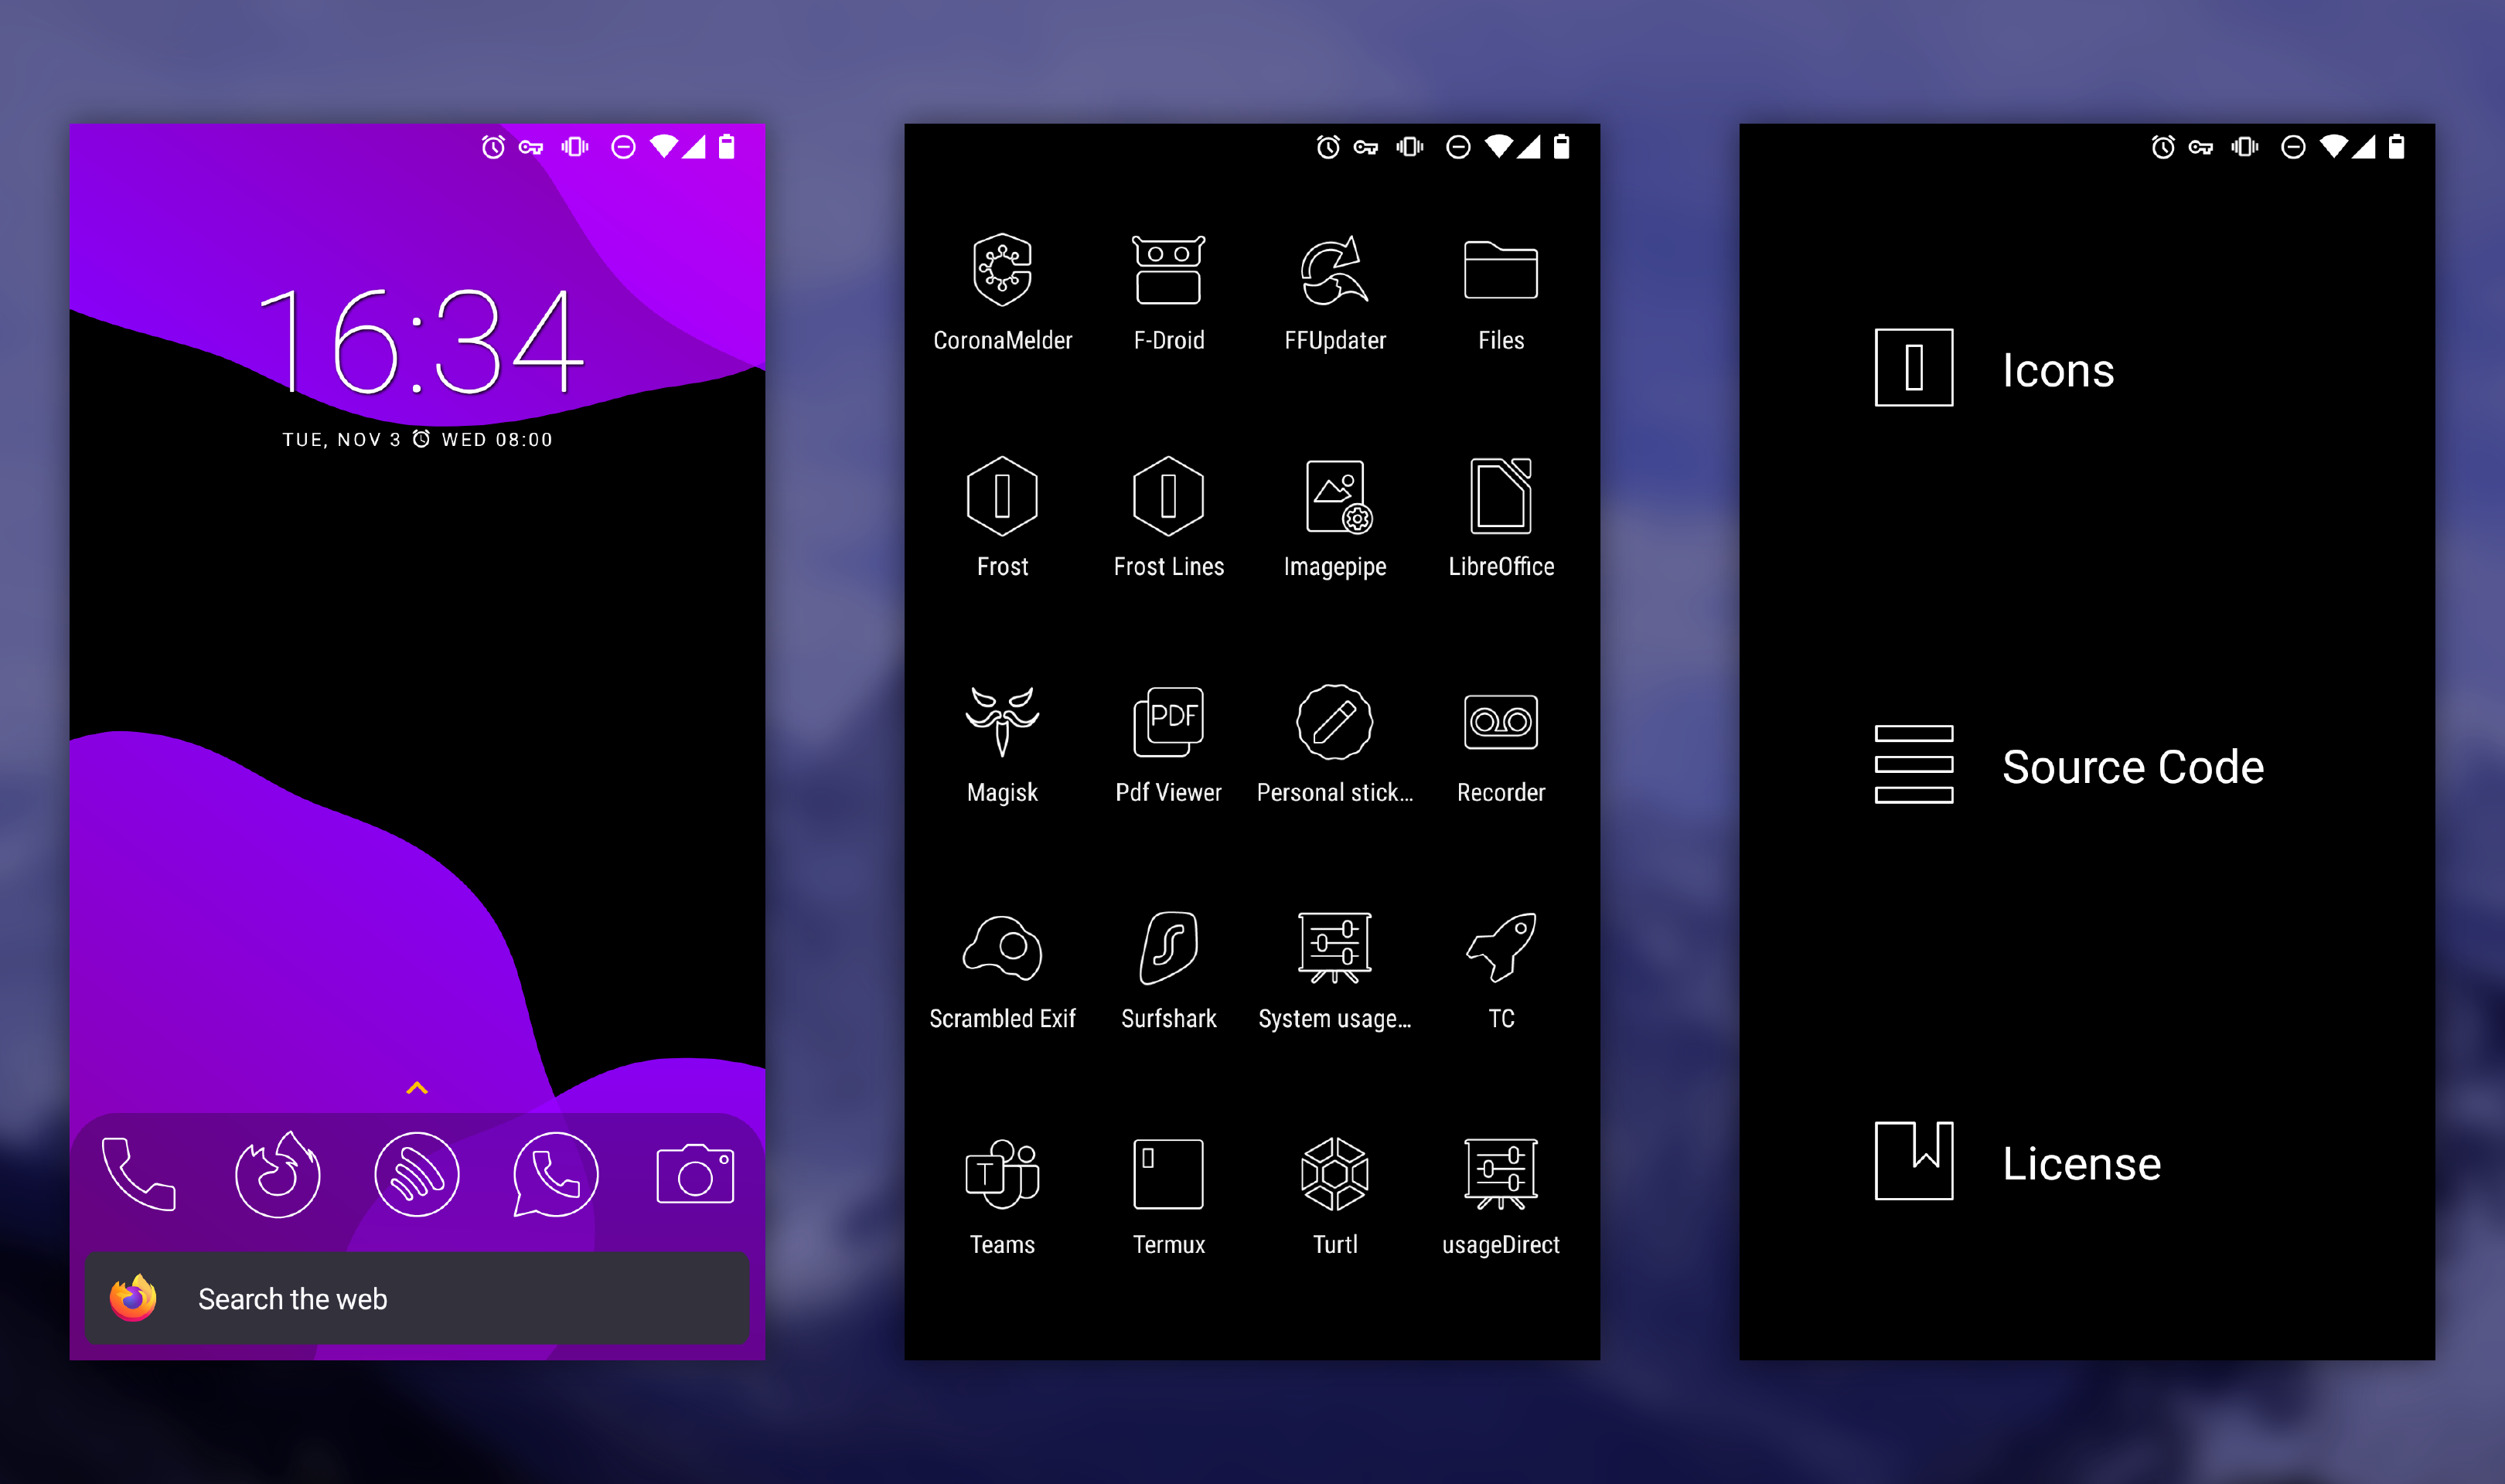 16:34
TUE, NOV 3 WED 08:00
Search the web
CoronaMelder F-Droid FFUpdater Files
Frost Frost Lines Imagepipe LibreOffice
PDF
Magisk Pdf Viewer Personal stick... Recorder
Scrambled Exif Surfshark System usage... TC
T
Teams Termux Turtl usageDirect
Icons
Source Code
License